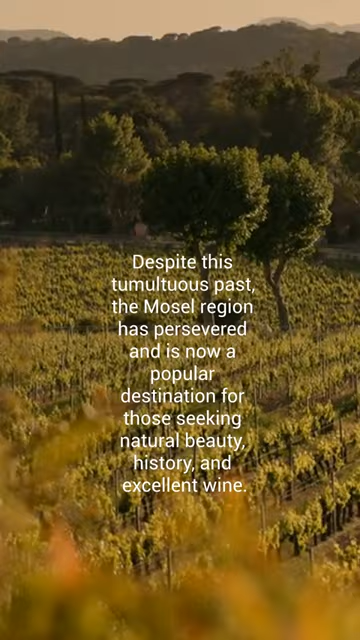 Despite this
tumultuous past,
the Mosel region
has persevered
and is now a
popular
destination for
those seeking
natural beauty,
history, and
excellent wine.